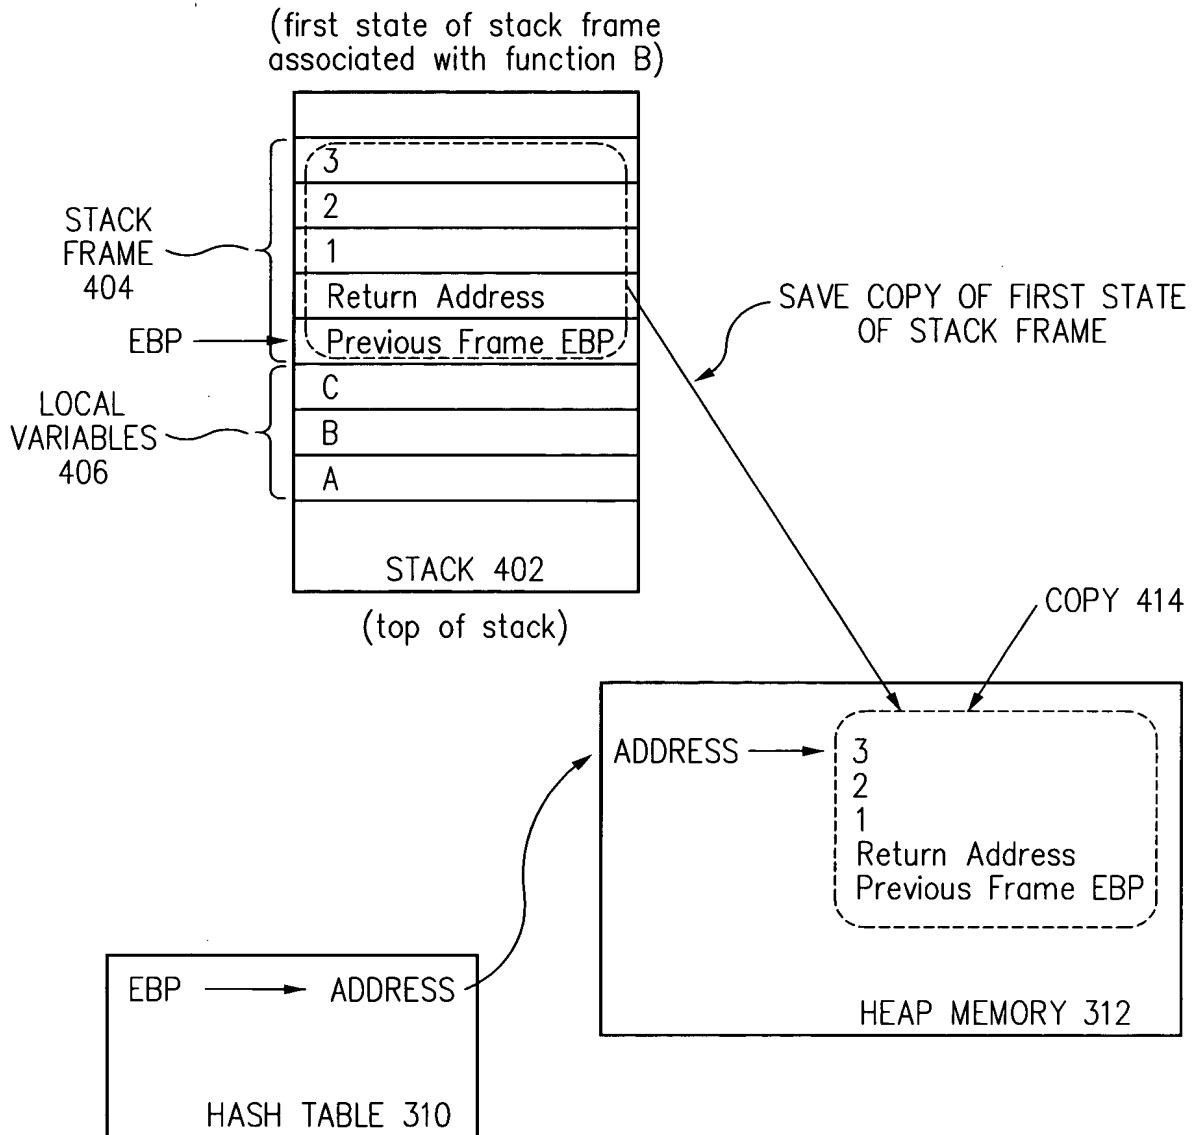 (first state of stack frame
associated with function B)
3
2
1
Return Address
Previous Frame EBP
C
B
A
STACK 402
(top of stack)
STACK
FRAME
404
EBP
LOCAL
VARIABLES
406
SAVE COPY OF FIRST STATE
OF STACK FRAME
COPY 414
ADDRESS
3
2
1
Return Address
Previous Frame EBP
HEAP MEMORY 312
EBP
ADDRESS
HASH TABLE 310